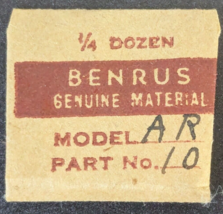 1/4 DOZEN
BENRUS
GENUINE MATERIAL
MODEL AR
PART No. 10